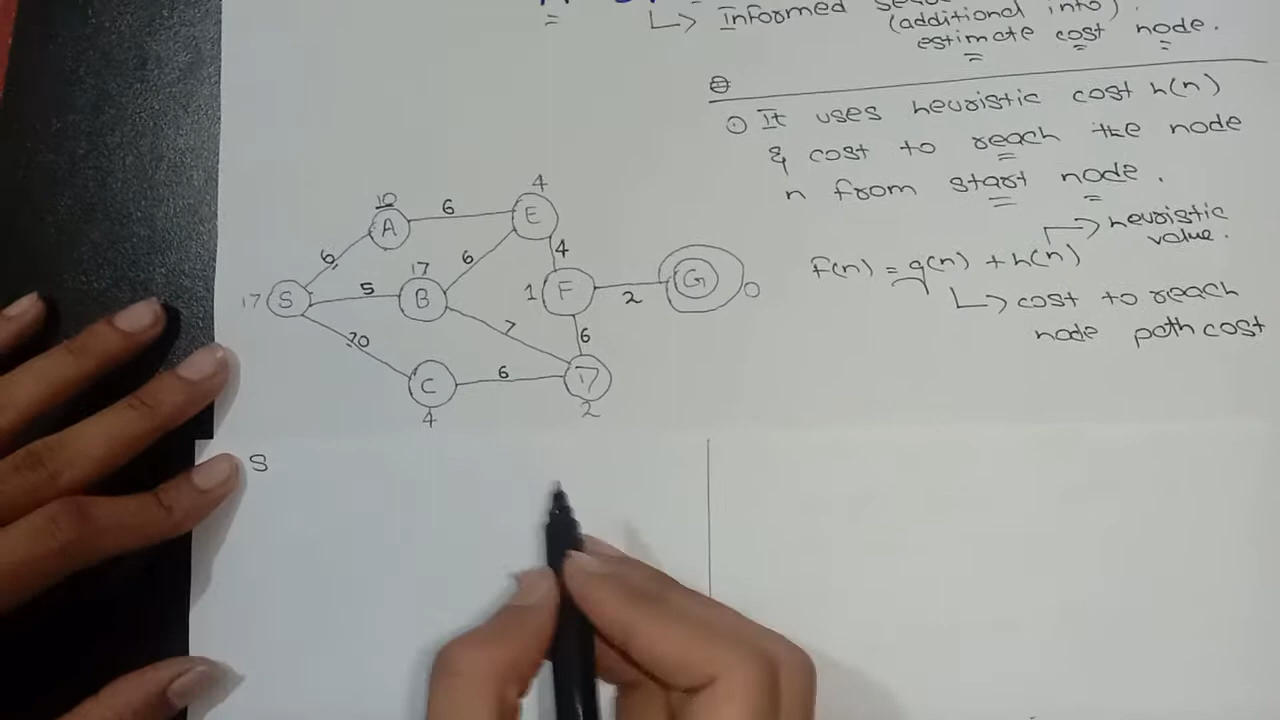 Informed
(additional info).
estimate cost node.
It uses heuristic cost h(n)
& cost to reach the node
n from start node.
heuristic
value.
f(n) = g(n) + h(n)
cost to reach
node path cost
4
10
6
E
A
6
4
6
17
5
1
F
G
17
S
B
2
0
7
6
20
C
6
17
4
2
S